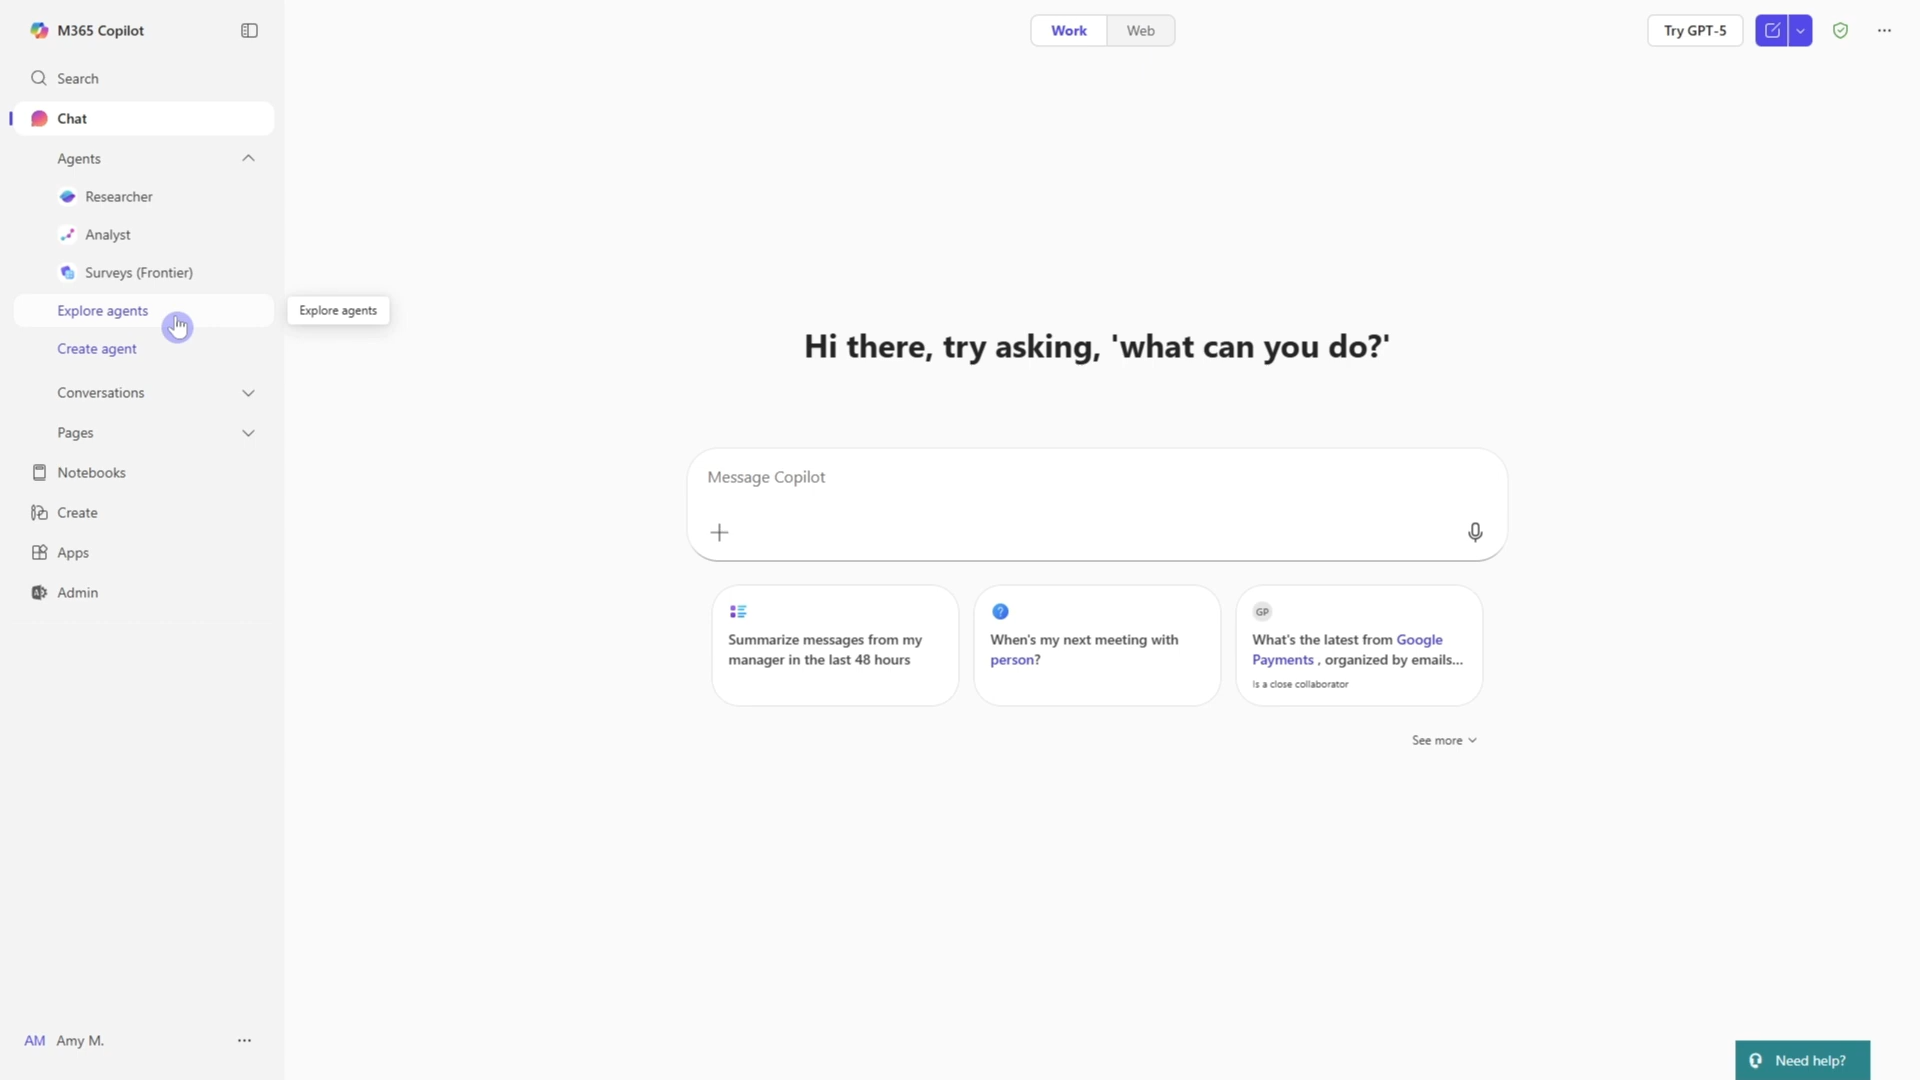 M365 Copilot
Search
Chat
Agents
Researcher
Analyst
Surveys (Frontier)
Explore agents
Explore agents
Create agent
Conversations
Pages
Notebooks
Create
Apps
Admin
AM Amy M.
Work
Web
Try GPT-5
Hi there, try asking, 'what can you do?'
Message Copilot
Summarize messages from my
manager in the last 48 hours
?
When's my next meeting with
person?
GP
What's the latest from Google
Payments , organized by emails...
Is a close collaborator
See more
Need help?